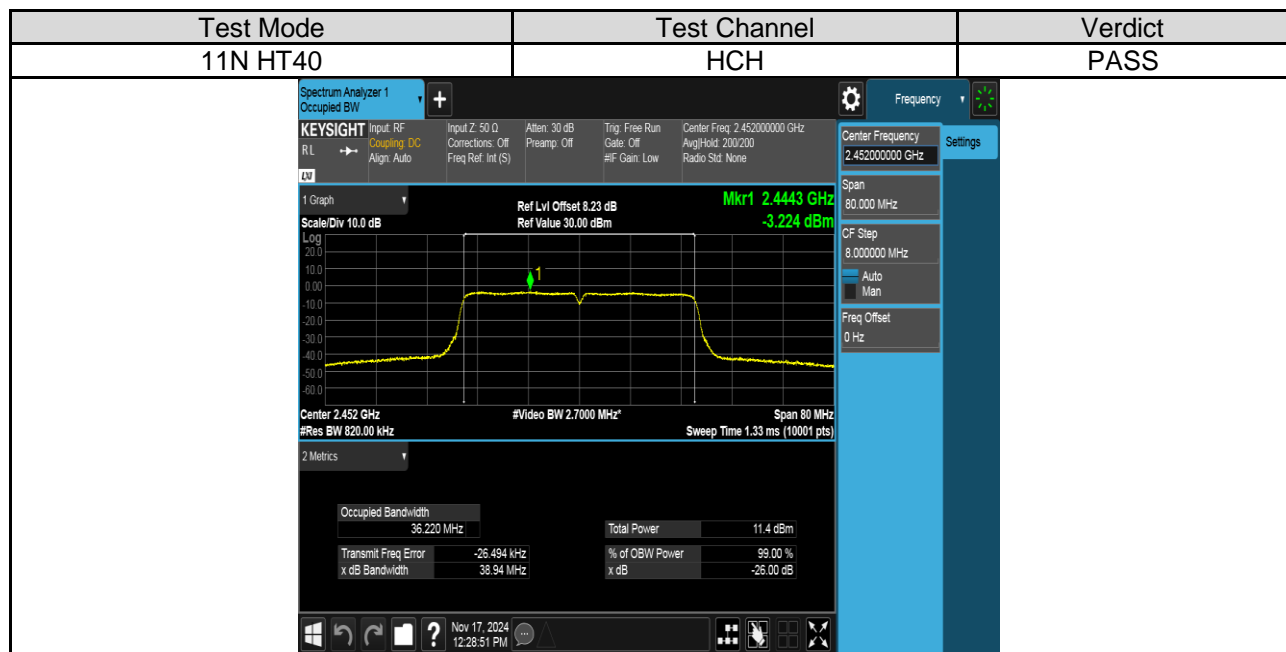 Test Mode Test Channel Verdict
11N HT40 HCH PASS
Spectrum Analyzer 1
Occupied BW
+
Frequency
KEYSIGHT Input: RF Input Z: 50 Ω Atten: 30 dB Trig: Free Run Center Freq: 2.452000000 GHz
RL Coupling: DC Corrections: Off Preamp: Off Gate: Off Avg|Hold: 200/200
Align: Auto Freq Ref: Int (S) #IF Gain: Low Radio Std: None
LXI
Center Frequency
2.452000000 GHz
Settings
Span
80.000 MHz
CF Step
8.000000 MHz
Auto
Man
Freq Offset
0 Hz
1 Graph
Ref Lvl Offset 8.23 dB
Mkr1 2.4443 GHz
Scale/Div 10.0 dB
Ref Value 30.00 dBm
-3.224 dBm
Log
20.0
10.0
1
0.00
-10.0
-20.0
-30.0
-40.0
-50.0
-60.0
Center 2.452 GHz #Video BW 2.7000 MHz* Span 80 MHz
#Res BW 820.00 kHz Sweep Time 1.33 ms (10001 pts)
2 Metrics
Occupied Bandwidth
36.220 MHz
Total Power 11.4 dBm
Transmit Freq Error -26.494 kHz % of OBW Power 99.00 %
x dB Bandwidth 38.94 MHz x dB -26.00 dB
? Nov 17, 2024
12:28:51 PM